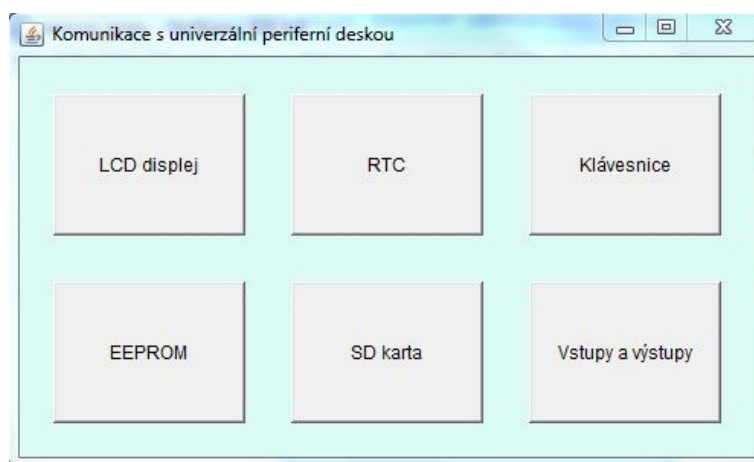 Komunikace s univerzální periferní deskou
LCD displej
RTC
Klávesnice
EEPROM
SD karta
Vstupy a výstupy